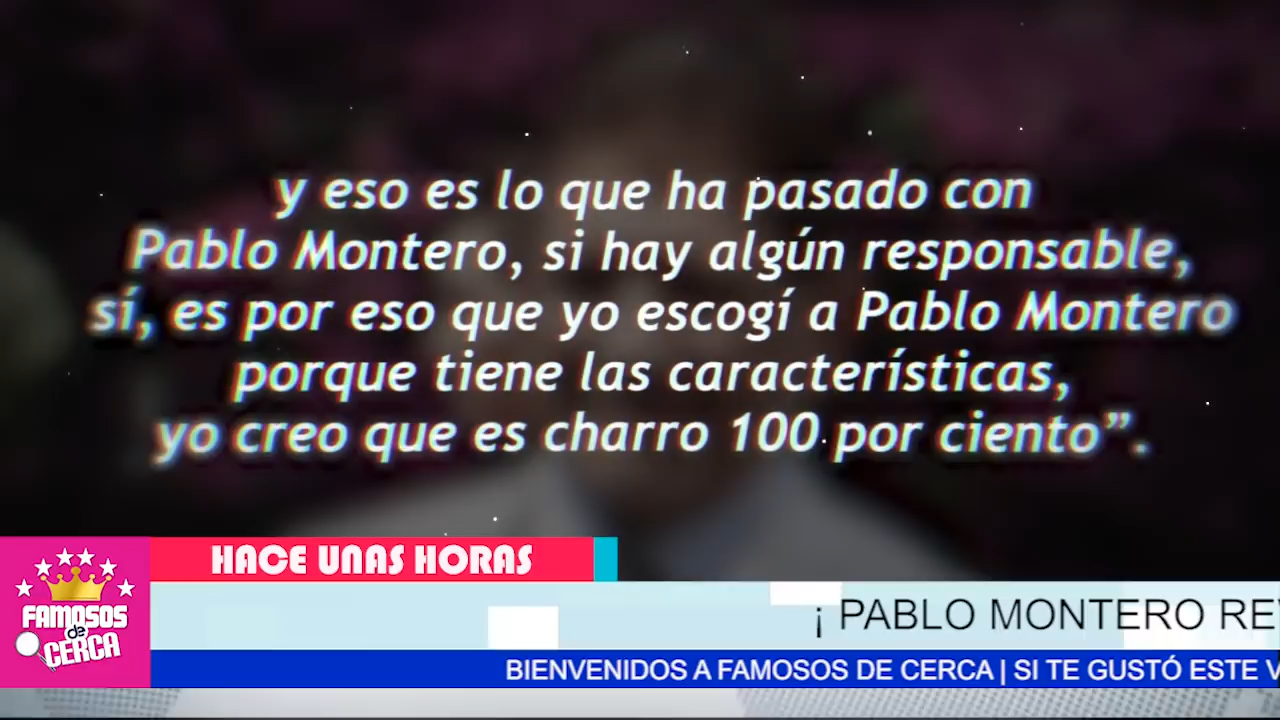 y eso es lo que ha pasado con
Pablo Montero, si hay algún responsable,
sí, es por eso que yo escogí a Pablo Montero
porque tiene las características,
yo creo que es charro 100 por ciento”.
HACE UNAS HORAS
FAMOSOS
de
CERCA
¡ PABLO MONTERO RE
BIENVENIDOS A FAMOSOS DE CERCA | SI TE GUSTÓ ESTE